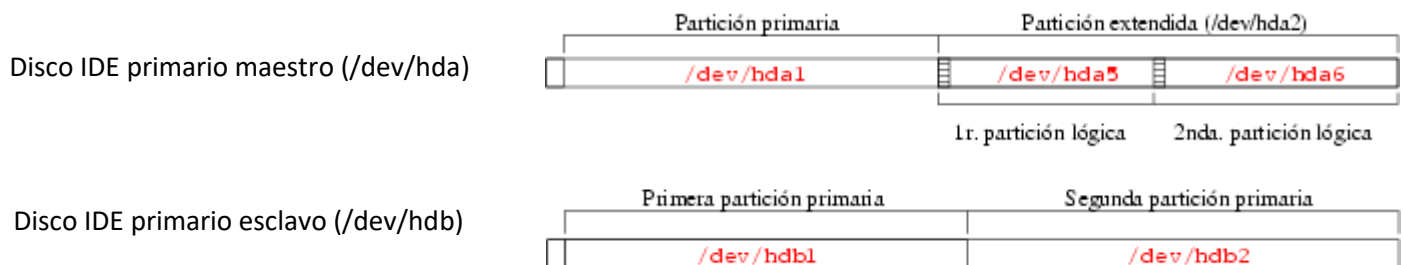 Partición primaria Partición extendida (/dev/hda2)
Disco IDE primario maestro (/dev/hda) /dev/hda1 /dev/hda5 /dev/hda6
1r. partición lógica 2nda. partición lógica
Primera partición primaria Segunda partición primaria
Disco IDE primario esclavo (/dev/hdb)
/dev/hdb1 /dev/hdb2